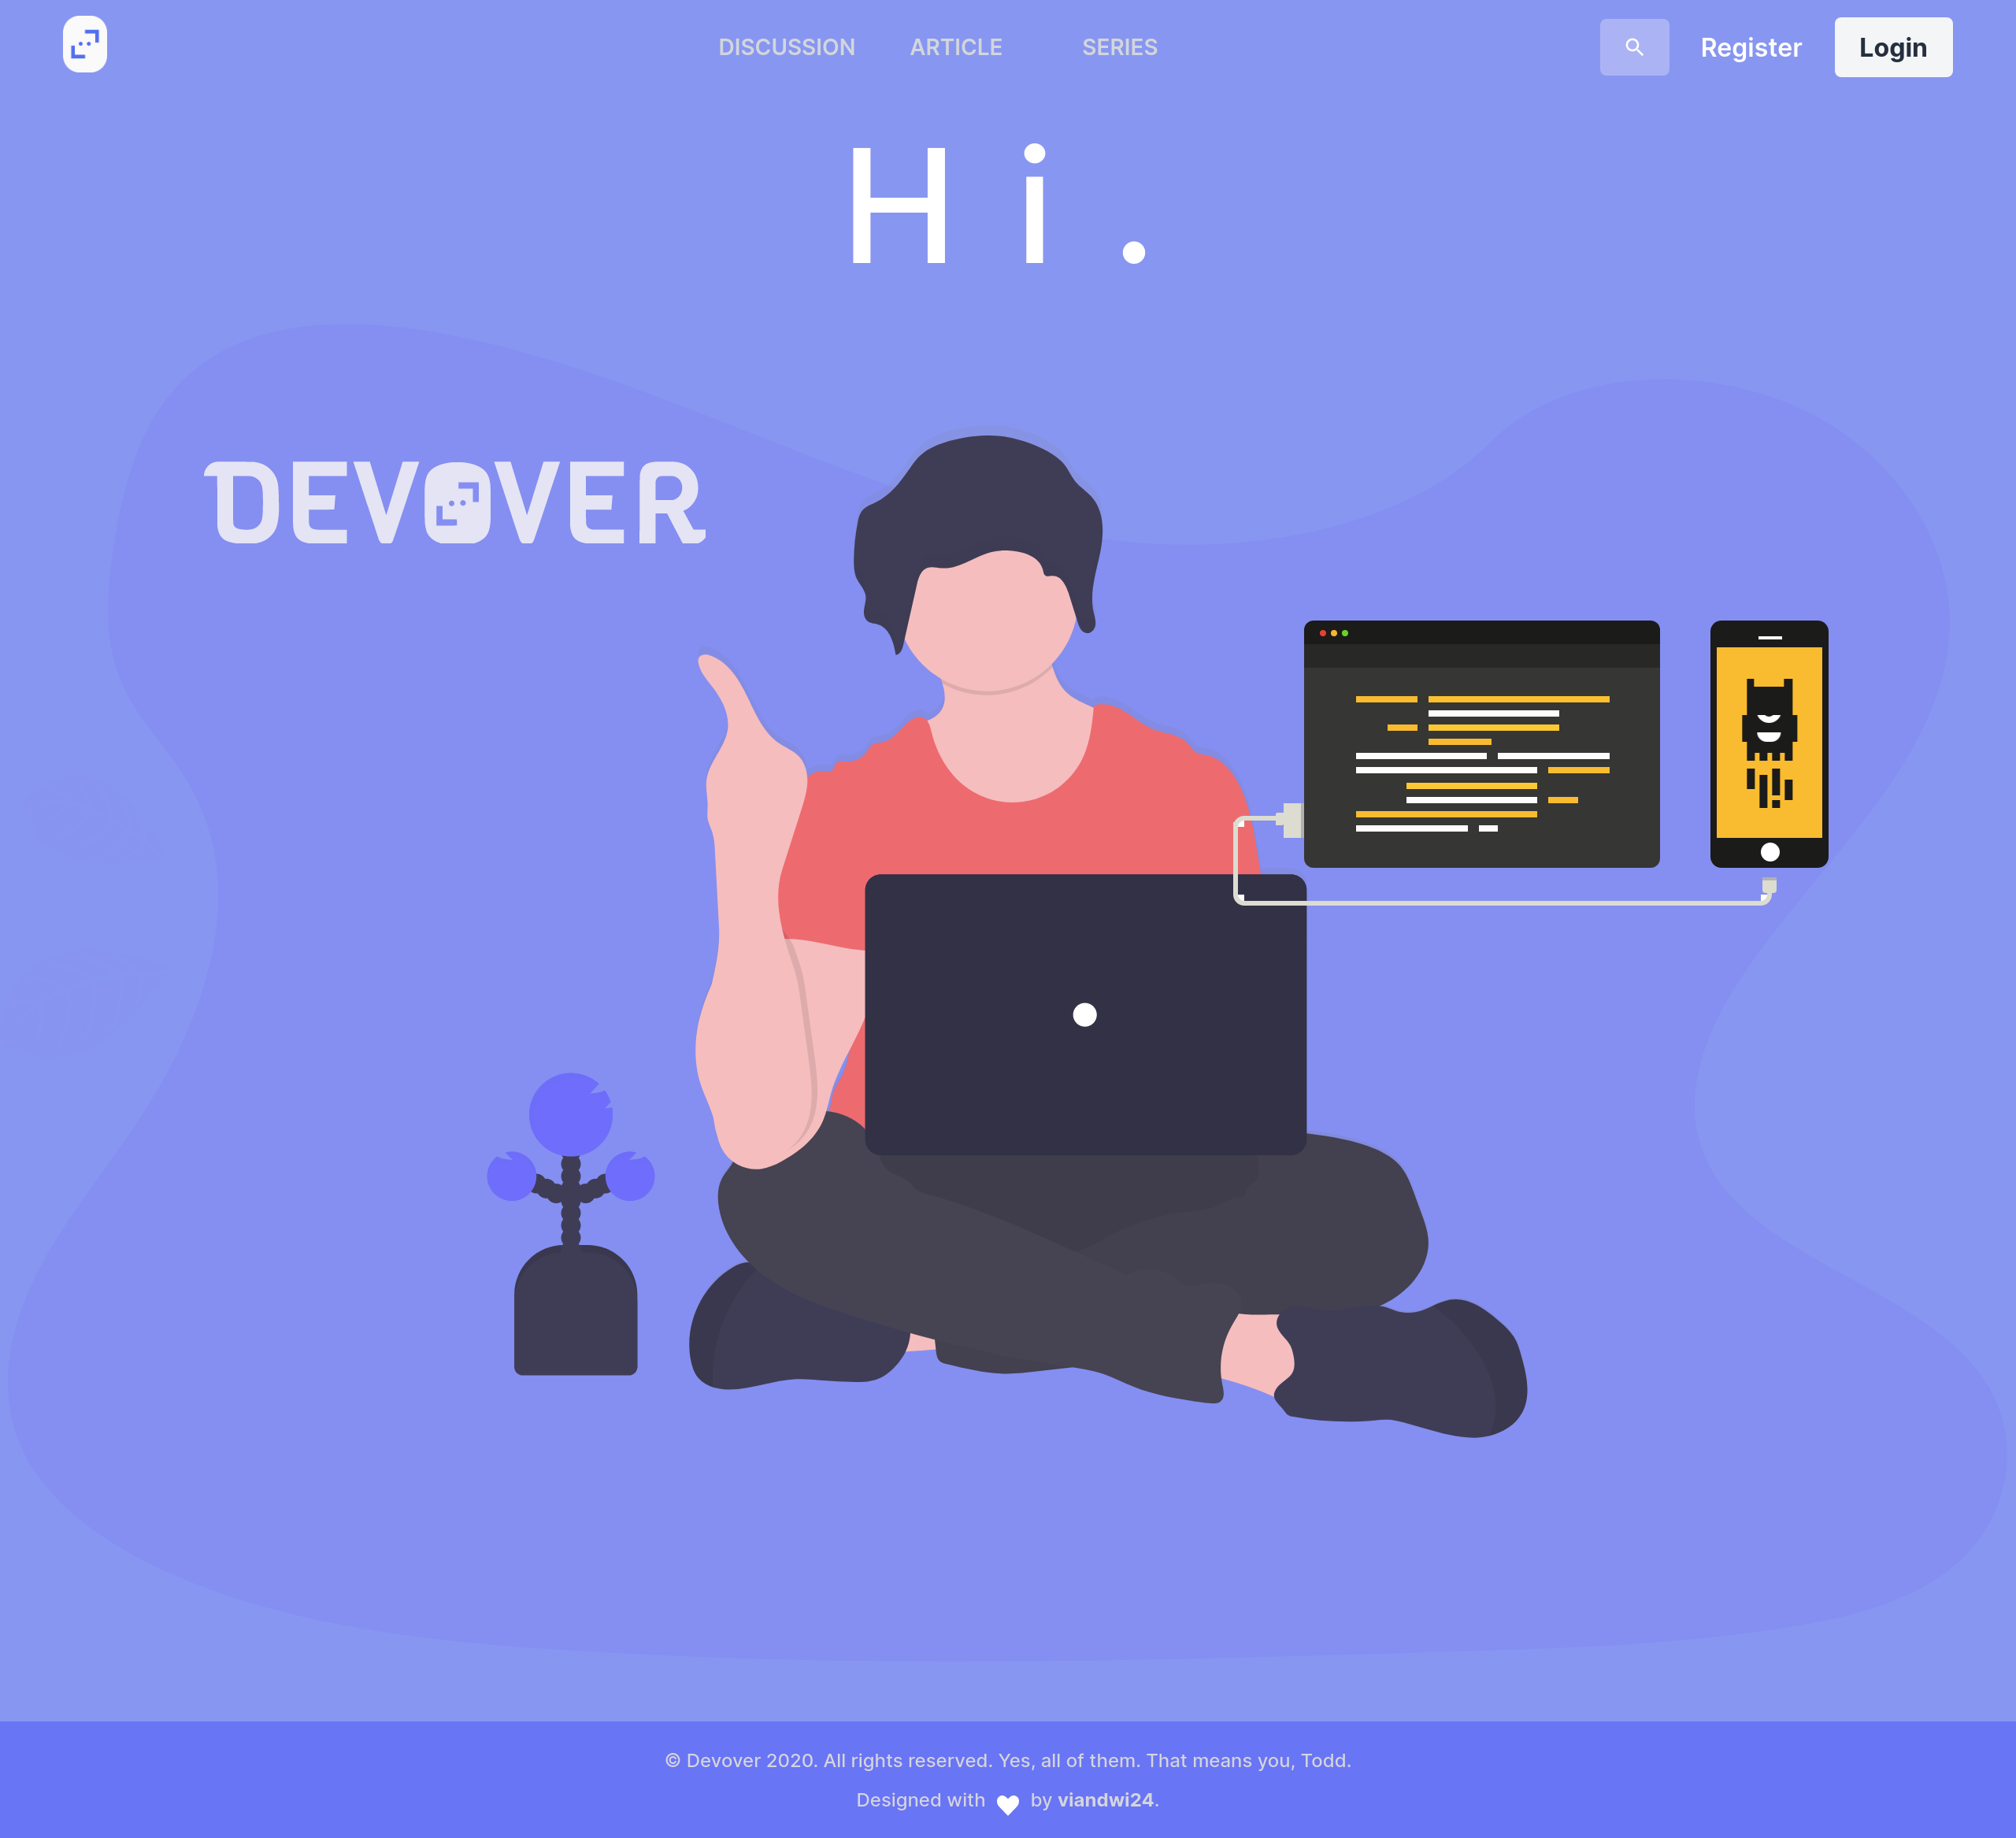 DISCUSSION ARTICLE SERIES Register Login
Hi.
DEVOVER
© Devover 2020. All rights reserved. Yes, all of them. That means you, Todd.
Designed with by viandwi24.